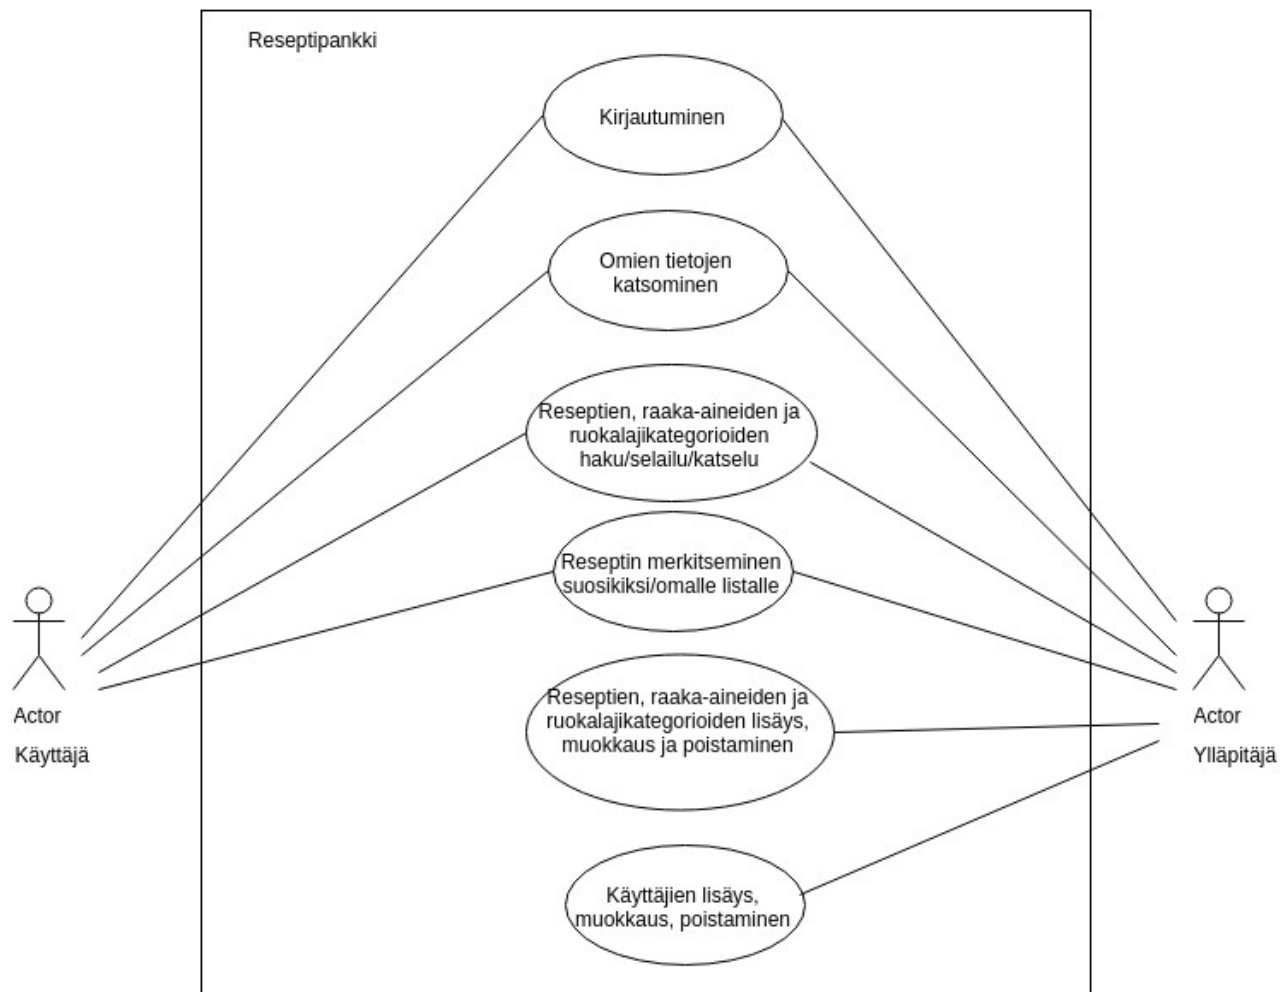 Reseptipankki
Kirjautuminen
Omien tietojen
katsominen
Reseptien, raaka-aineiden ja
ruokalajikategorioiden
haku/selailu/katselu
Reseptin merkitseminen
suosikiksi/omalle listalle
Reseptien, raaka-aineiden ja
ruokalajikategorioiden lisäys,
muokkaus ja poistaminen
Käyttäjien lisäys,
muokkaus, poistaminen
Actor
Käyttäjä
Actor
Ylläpitäjä